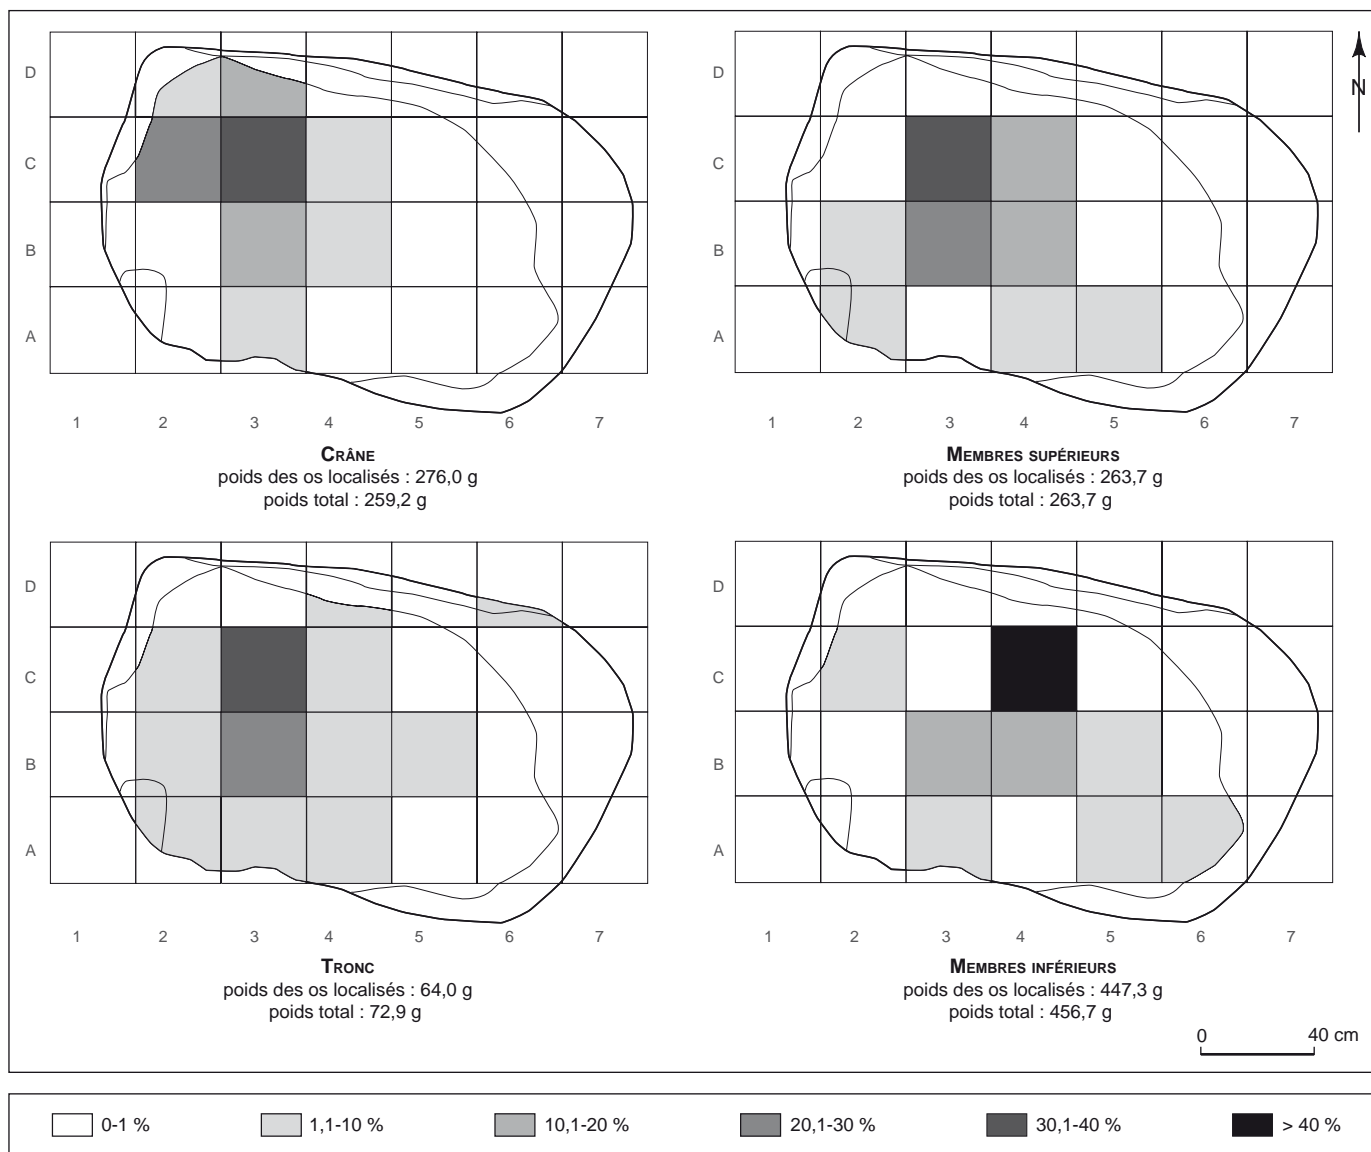 D
C
B
A
1 2 3 4 5 6 7
CRÂNE
poids des os localisés : 276,0 g
poids total : 259,2 g
N
D
C
B
A
1 2 3 4 5 6 7
MEMBRES SUPÉRIEURS
poids des os localisés : 263,7 g
poids total : 263,7 g
D
C
B
A
1 2 3 4 5 6 7
TRONC
poids des os localisés : 64,0 g
poids total : 72,9 g
D
C
B
A
1 2 3 4 5 6 7
MEMBRES INFÉRIEURS
poids des os localisés : 447,3 g
poids total : 456,7 g
0 40 cm
0-1 % 1,1-10 % 10,1-20 % 20,1-30 % 30,1-40 % > 40 %